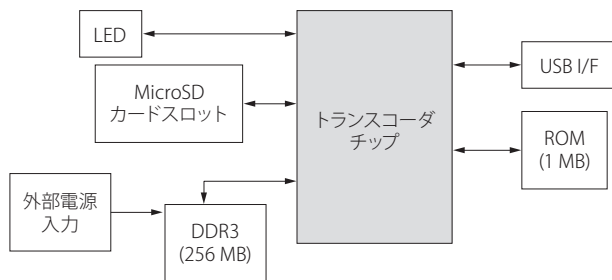 LED
MicroSD
カードスロット
外部電源
入力
DDR3
(256 MB)
トランスコーダ
チップ
USB I/F
ROM
(1 MB)